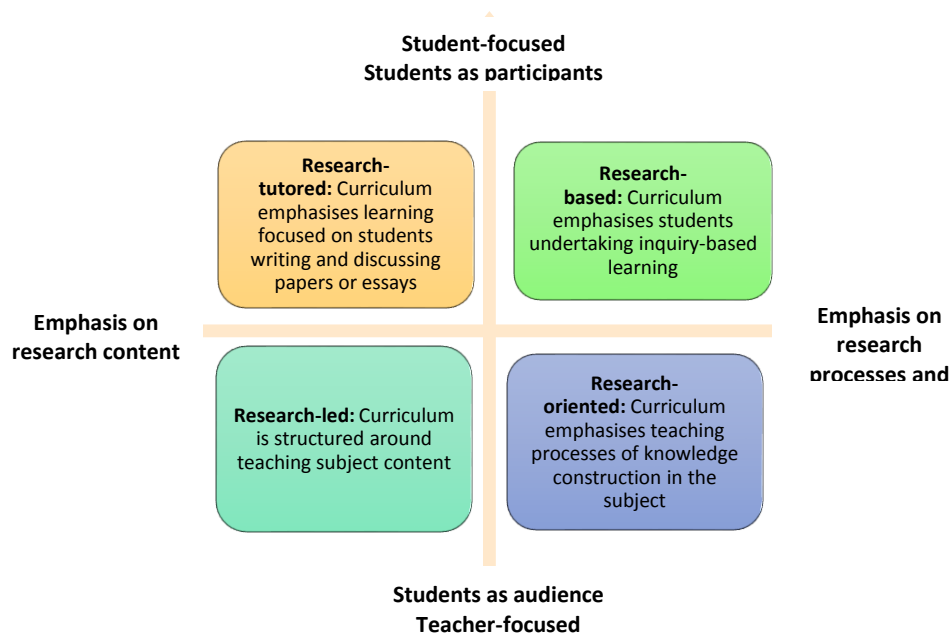 Student-focused
Students as participants
Research-
tutored: Curriculum
emphasises learning
focused on students
writing and discussing
papers or essays
Research-
based: Curriculum
emphasises students
undertaking inquiry-based
learning
Emphasis on
research content
Emphasis on
research
processes and
Research-led: Curriculum
is structured around
teaching subject content
Research-
oriented: Curriculum
emphasises teaching
processes of knowledge
construction in the
subject
Students as audience
Teacher-focused